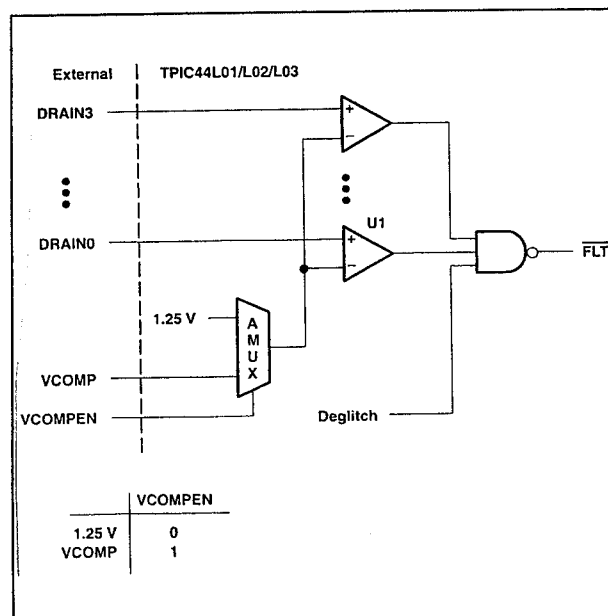 External TPIC44L01/L02/L03
DRAIN3
+
−
U1
DRAIN0
+
−
FLT
1.25 V
AMUX
VCOMP
VCOMPEN
Deglitch
VCOMPEN
1.25 V 0
VCOMP 1